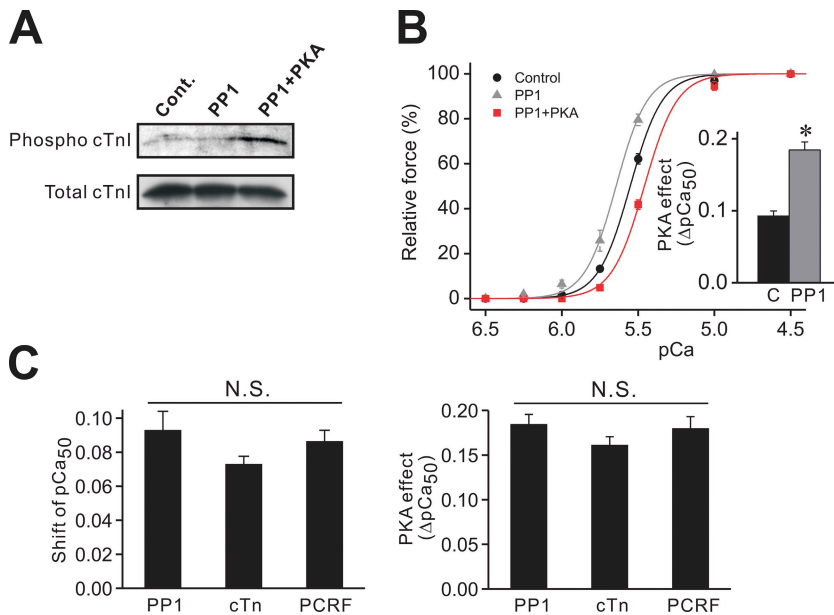 A
Cont.
PP1
PP1+PKA
Phospho cTnI
Total cTnI
B
Relative force (%)
100
80
60
40
20
0
Control
PP1
PP1+PKA
6.5
6.0
5.5
5.0
4.5
pCa
PKA effect
(ΔpCa50)
0.2
0.1
0.0
*
C
PP1
C
N.S.
Shift of pCa50
0.10
0.08
0.06
0.04
0.02
0.00
PP1
cTn
PCRF
N.S.
PKA effect
(ΔpCa50)
0.20
0.15
0.10
0.05
0.00
PP1
cTn
PCRF